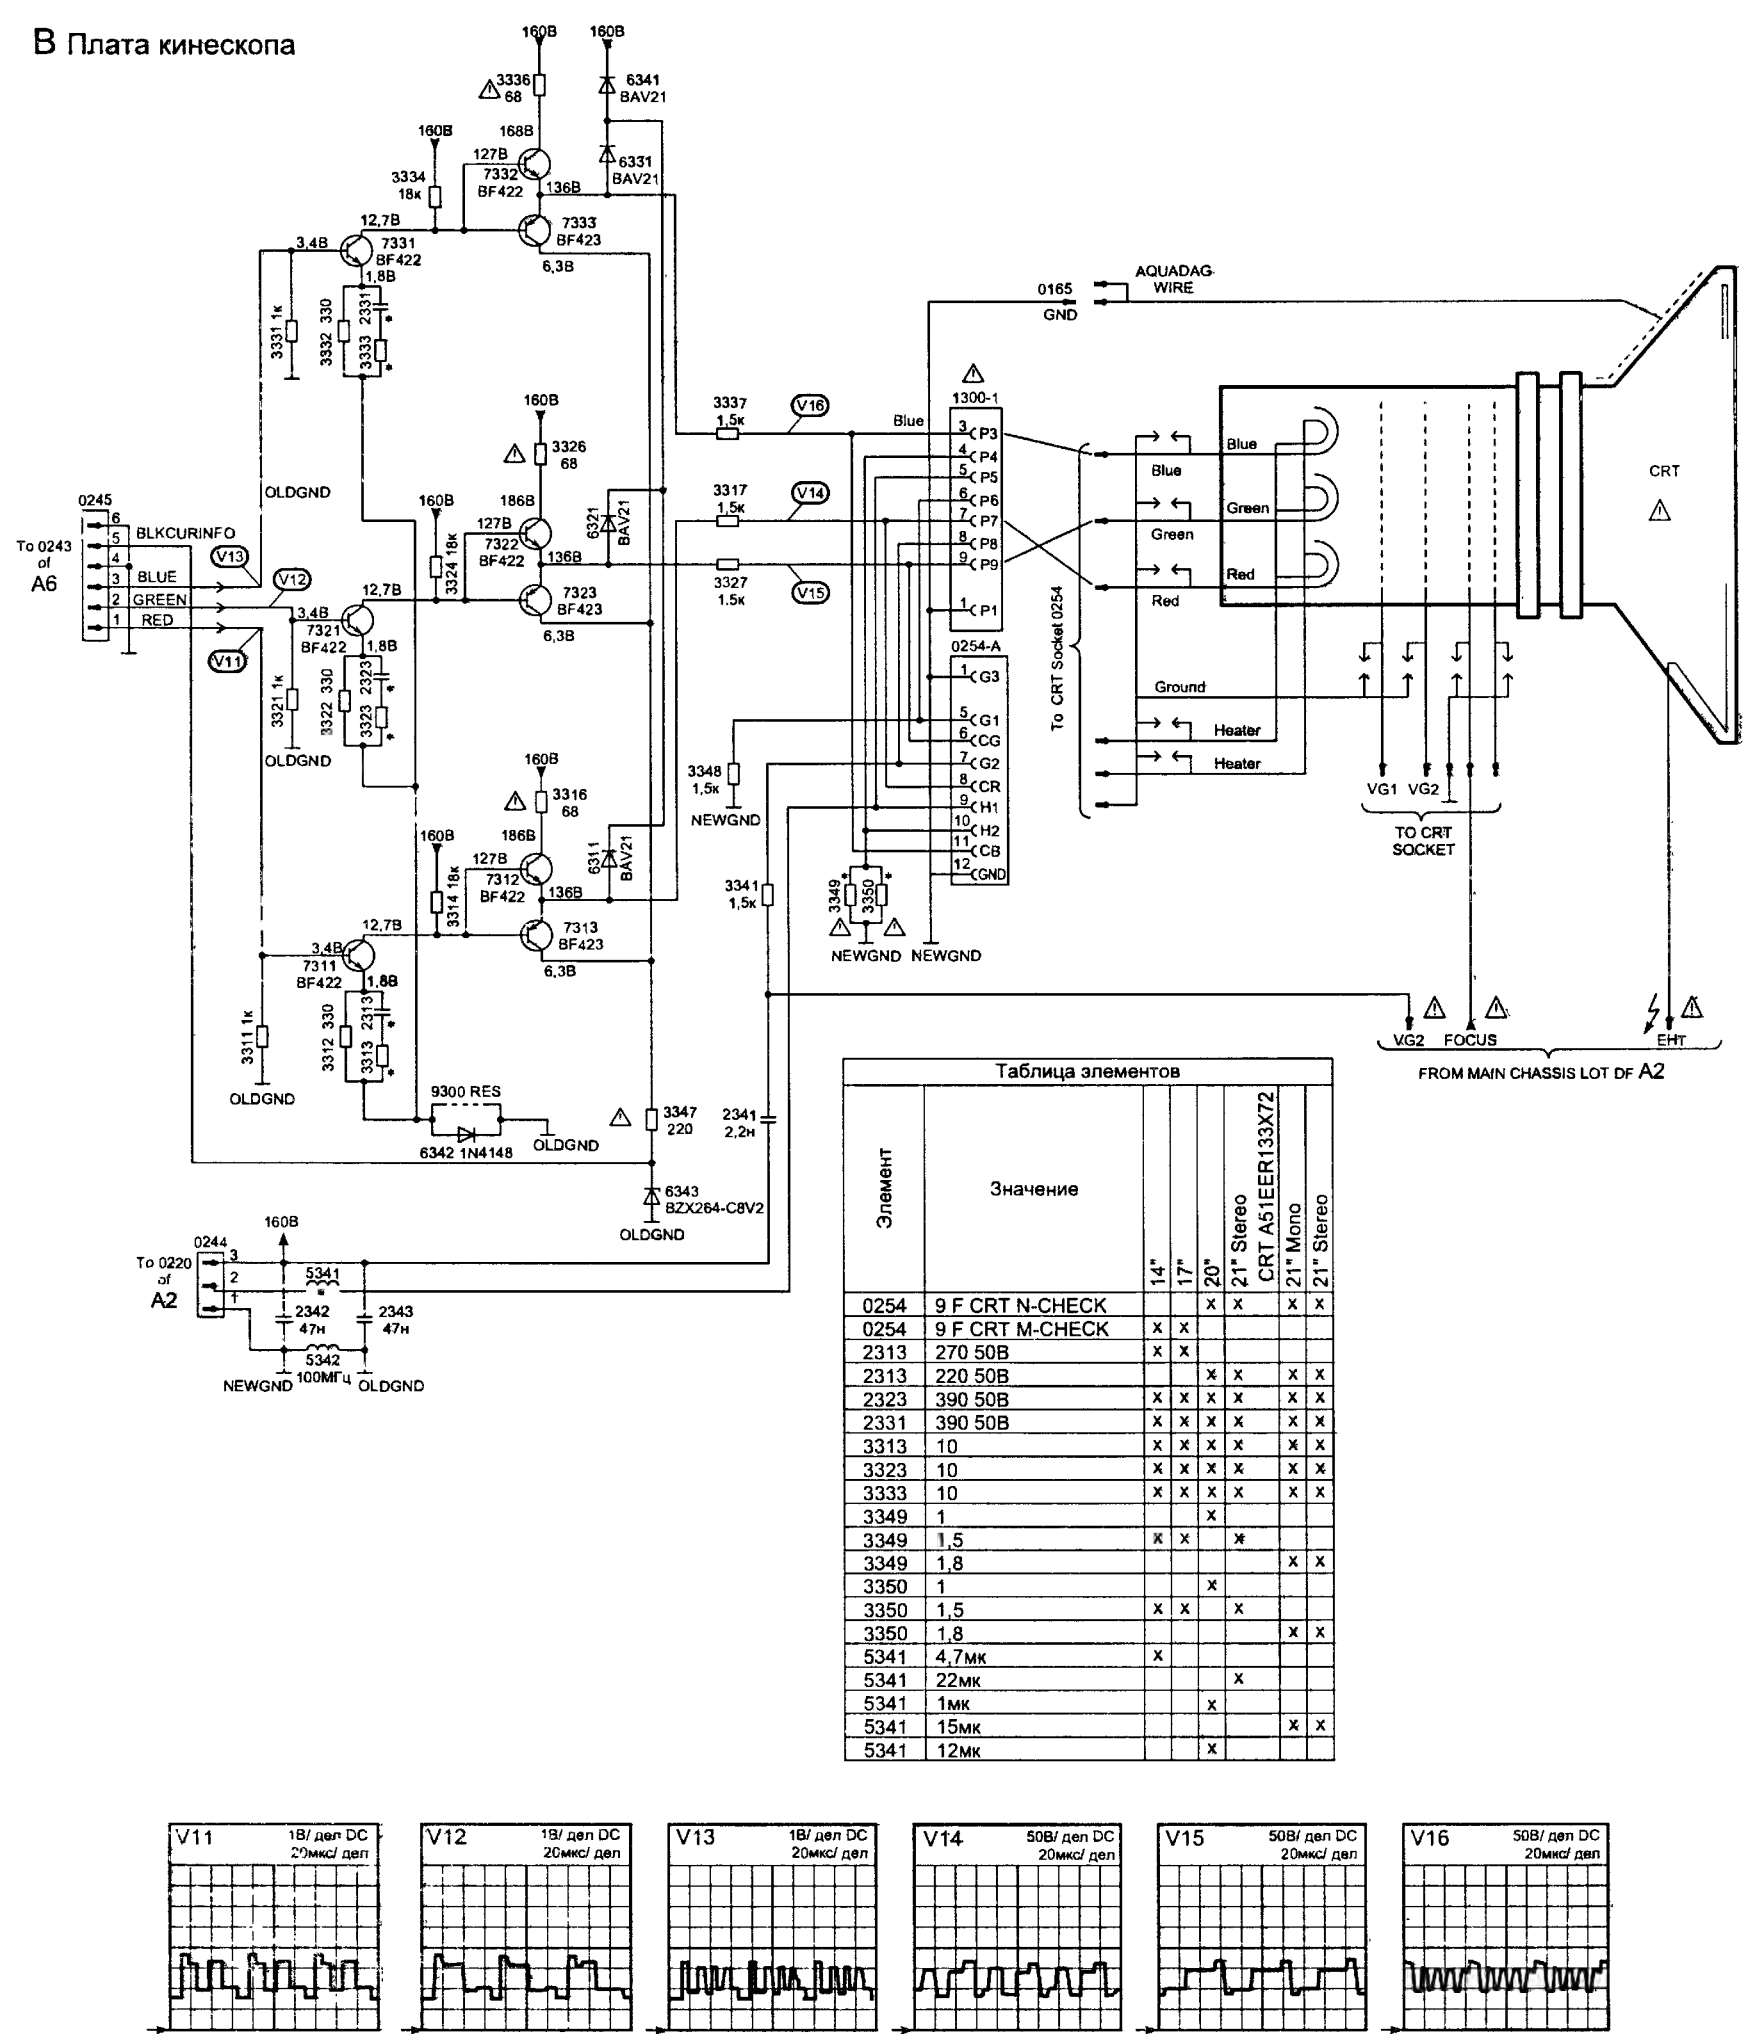 B Плата кинескопа
160В
160В
3336
68
6341
BAV21
160В
168В
127В
7332
BF422
6331
BAV21
3334
18к
136В
12,7В
7333
BF423
3,4В
7331
BF422
6,3В
1,8В
3331 1к
3332 330
2331
*
3333
*
AQUADAG
WIRE
0165
GND
160В
3326
68
3337
1,5к
V16
Blue
1300-1
3 P3
4 P4
5 P5
6 P6
7 P7
8 P8
9 P9
1 P1
Blue
Blue
Green
Green
Red
Red
CRT
OLDGND
0245
6
5
4
3
2
1
BLKCURINFO
BLUE
GREEN
RED
To 0243
of
A6
V13
V12
V11
160В
186В
127В
7322
BF422
3324 18к
6321
BAV21
136В
3317
1,5к
V14
3327
1.5к
V15
12,7В
7323
BF423
3,4В
7321
BF422
6,3В
1,8В
3321 1к
3322 330
2323
*
3323
*
OLDGND
To CRT Socket 0254
0254-A
1 G3
5 G1
6 CG
7 G2
8 CR
9 H1
10 H2
11 CB
12 GND
Ground
Heater
Heater
VG1 VG2
TO CRT
SOCKET
160В
3316
68
3348
1,5к
NEWGND
160В
186В
127В
7312
BF422
3314 18к
6311
BAV21
136В
3341
1,5к
3349
*
3350
*
NEWGND NEWGND
12,7В
7313
BF423
3,4В
7311
BF422
6,3В
1,8В
3311 1к
3312 330
2313
*
3313
*
OLDGND
VG2 FOCUS EHT
FROM MAIN CHASSIS LOT DF A2
9300 RES
6342 1N4148
OLDGND
3347
220
2341
2,2н
6343
BZX264-C8V2
OLDGND
160В
0244
To 0220
of
A2
3
2
1
5341
*
2342
47н
2343
47н
5342
100МГц
NEWGND
OLDGND
Таблица элементов
Элемент Значение 14" 17" 20" 21" Stereo CRT A51EER133X72 21" Mono 21" Stereo
0254 9 F CRT N-CHECK x x x x
0254 9 F CRT M-CHECK x x
2313 270 50В x x
2313 220 50В x x x x
2323 390 50В x x x x x x
2331 390 50В x x x x x x
3313 10 x x x x x x
3323 10 x x x x x x
3333 10 x x x x x x
3349 1 x
3349 1,5 x x x
3349 1,8 x x
3350 1 x
3350 1,5 x x x
3350 1,8 x x
5341 4,7мк x
5341 22мк x
5341 1мк x
5341 15мк x x
5341 12мк x
V11 1В/ дел DC
20мкс/ дел
V12 1В/ дел DC
20мкс/ дел
V13 1В/ дел DC
20мкс/ дел
V14 50В/ дел DC
20мкс/ дел
V15 50В/ дел DC
20мкс/ дел
V16 50В/ дел DC
20мкс/ дел